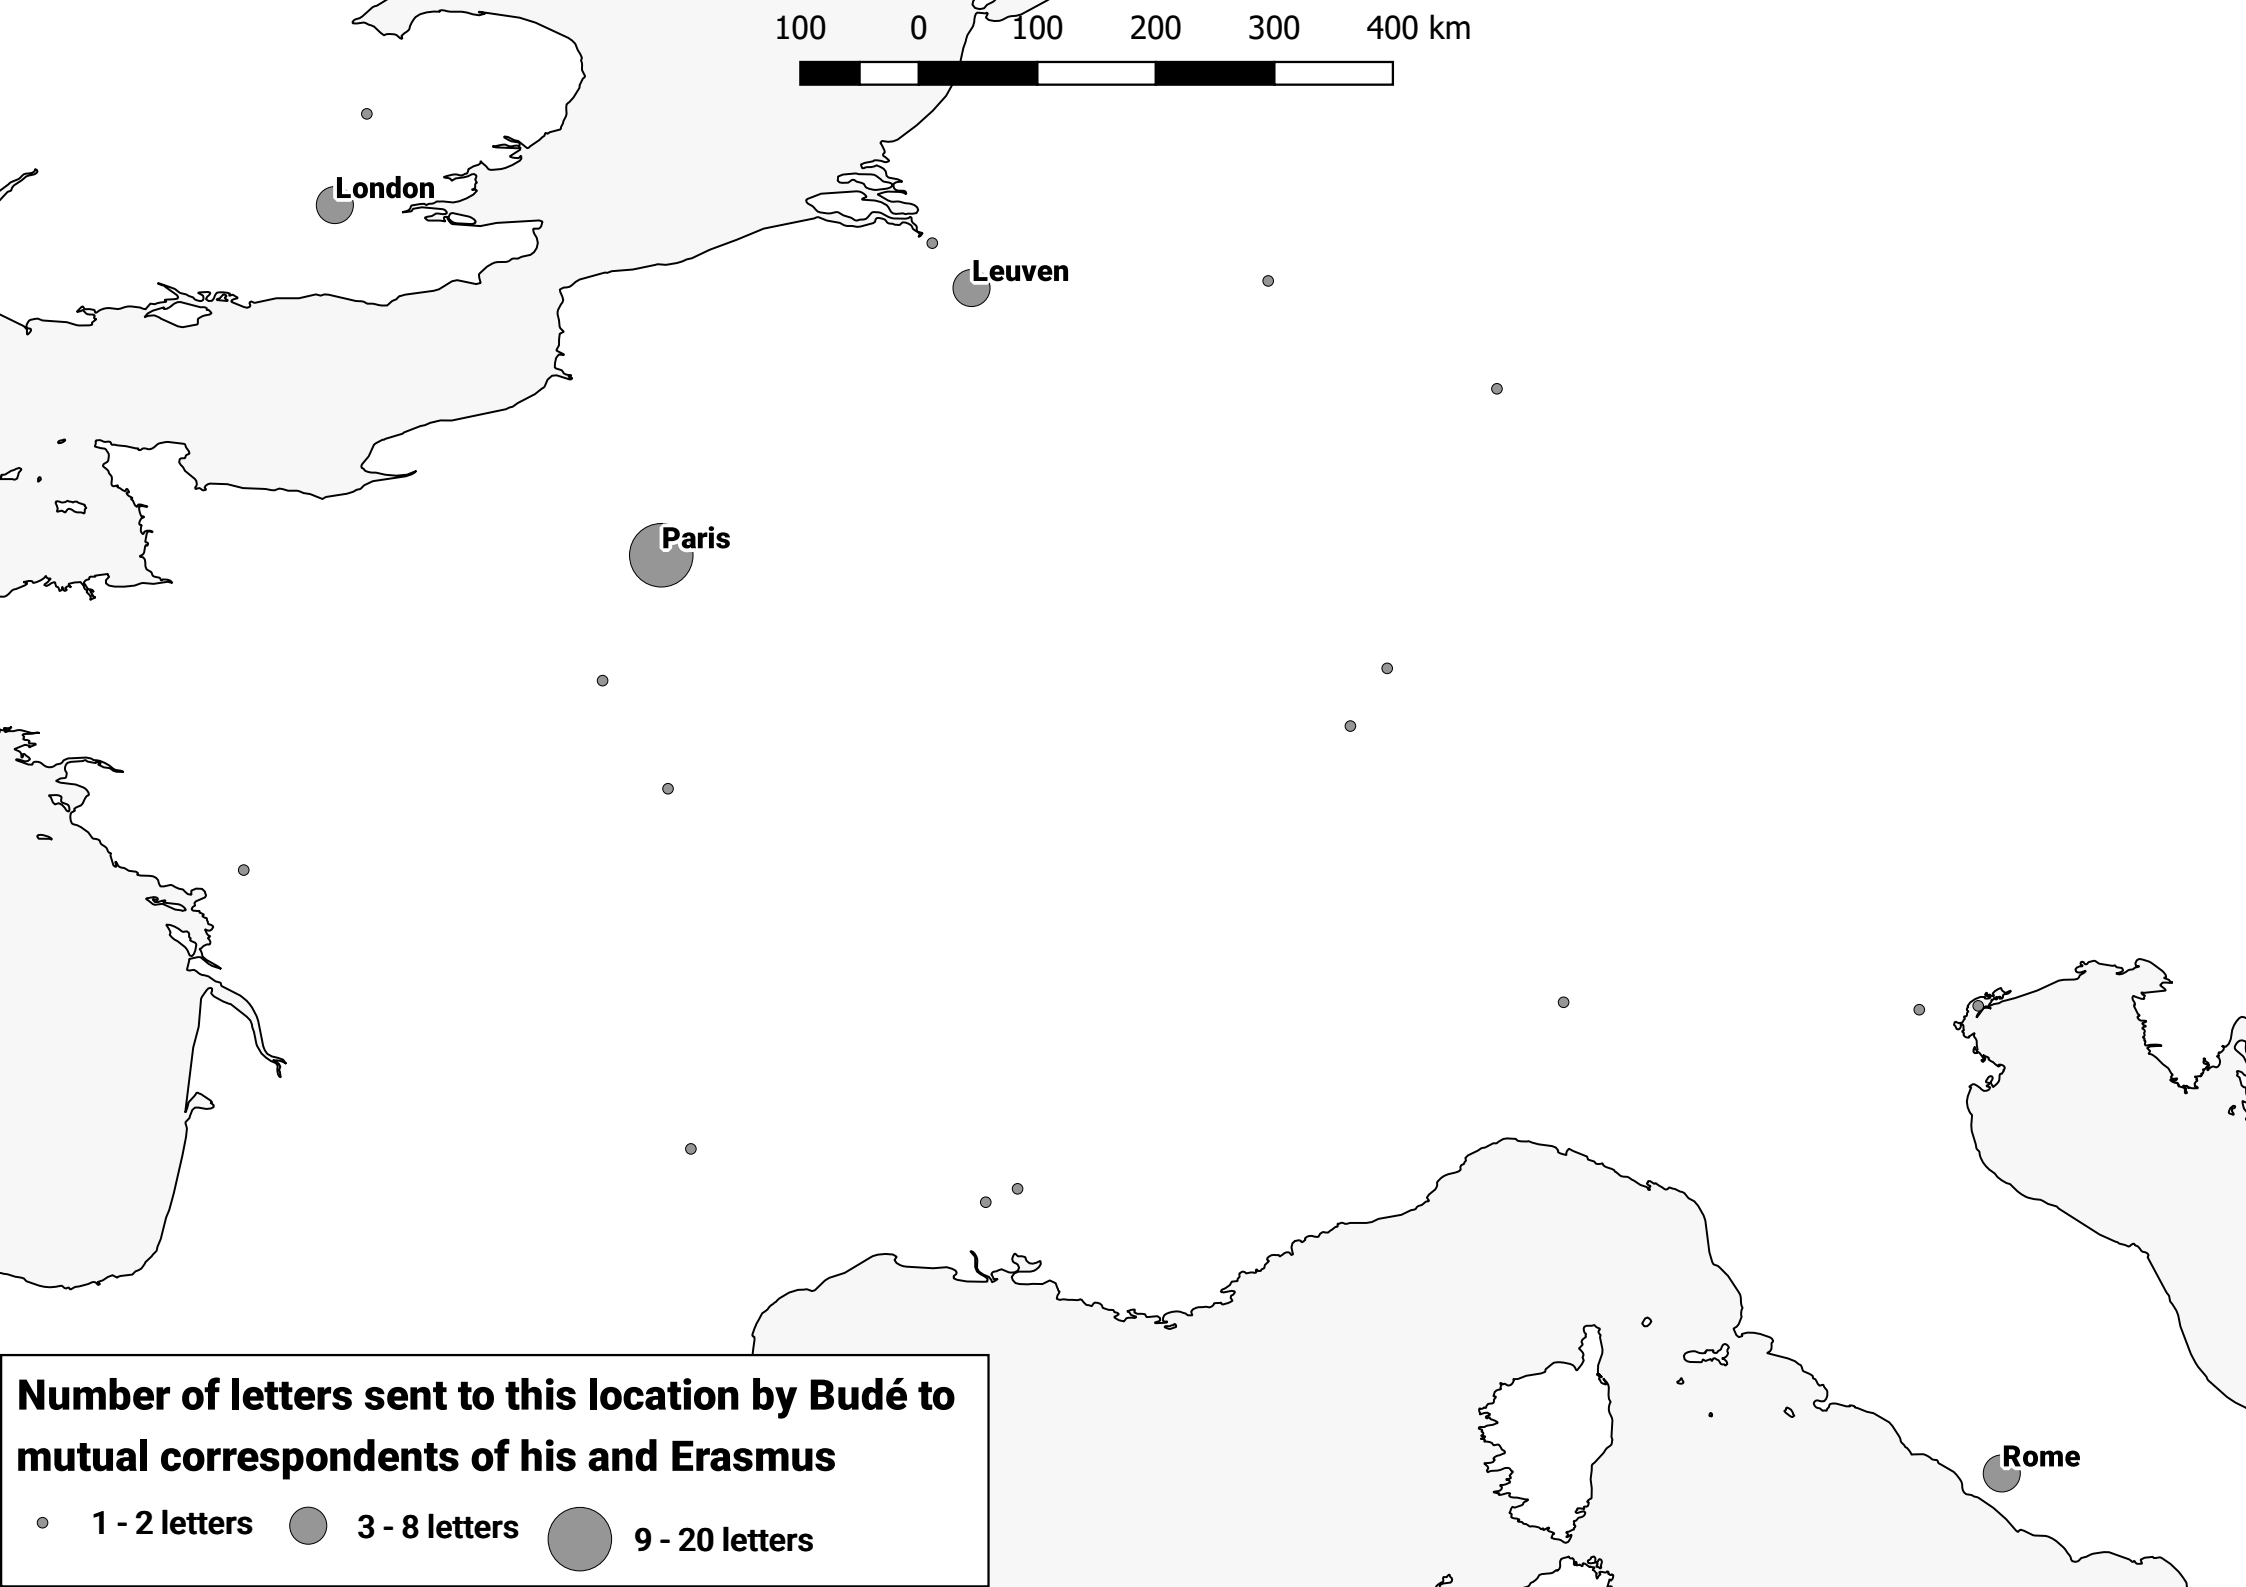 100 0 100 200 300 400 km
London
Leuven
Paris
Rome
Number of letters sent to this location by Budé to
mutual correspondents of his and Erasmus
1 - 2 letters 3 - 8 letters 9 - 20 letters